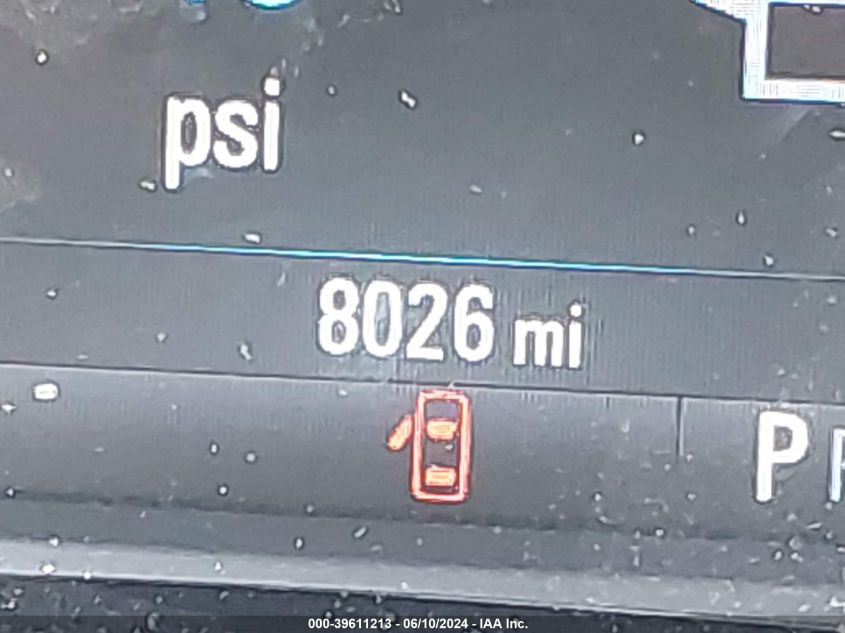 psi
8026 mi
P
000-39611213 - 06/10/2024 - IAA Inc.